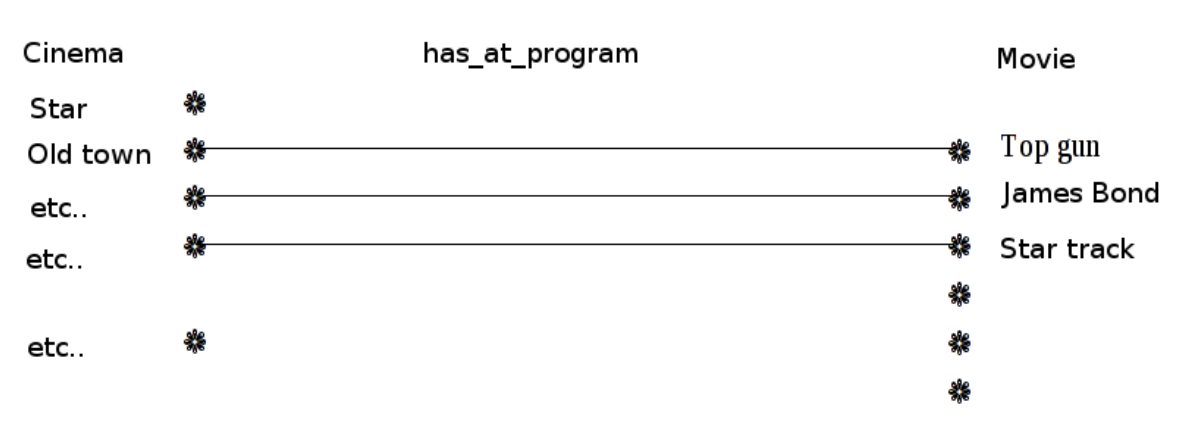 Cinema has_at_program Movie
Star
Old town Top gun
etc.. James Bond
etc.. Star track
etc..